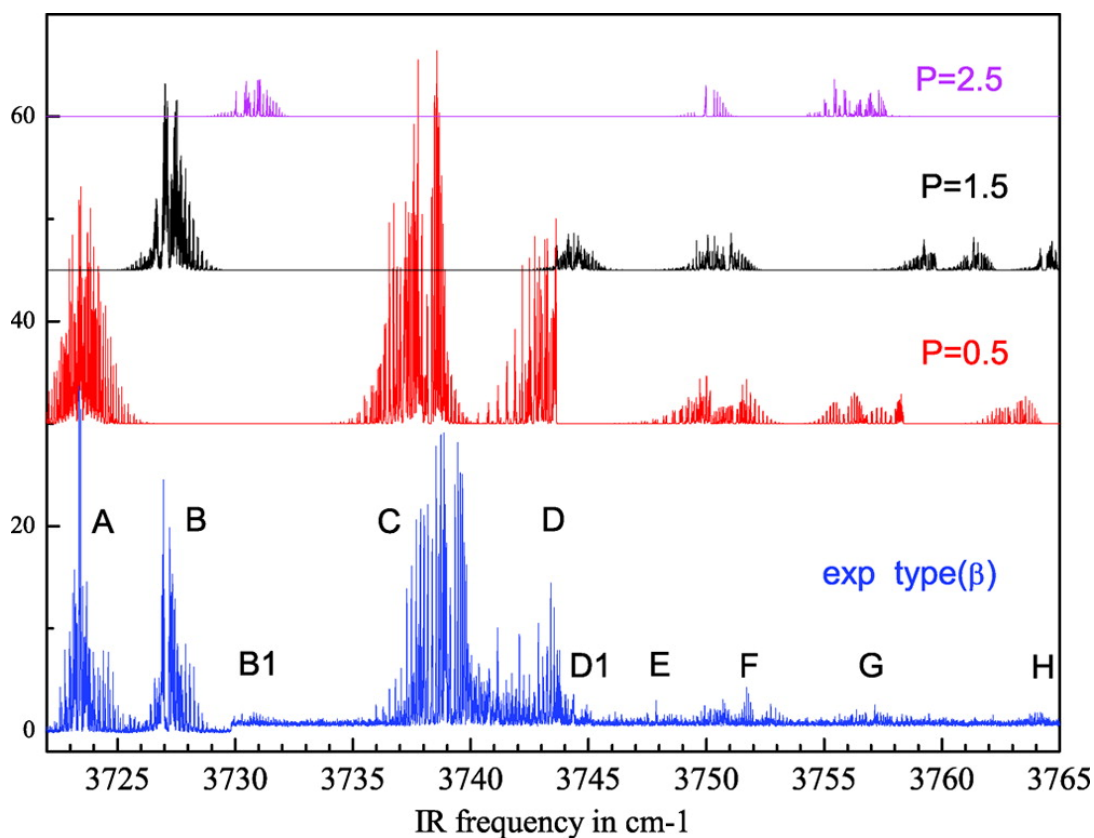 P=2.5
60
P=1.5
40
P=0.5
20
A
B
C
D
exp type(β)
B1
D1
E
F
G
H
0
3725 3730 3735 3740 3745 3750 3755 3760 3765
IR frequency in cm-1